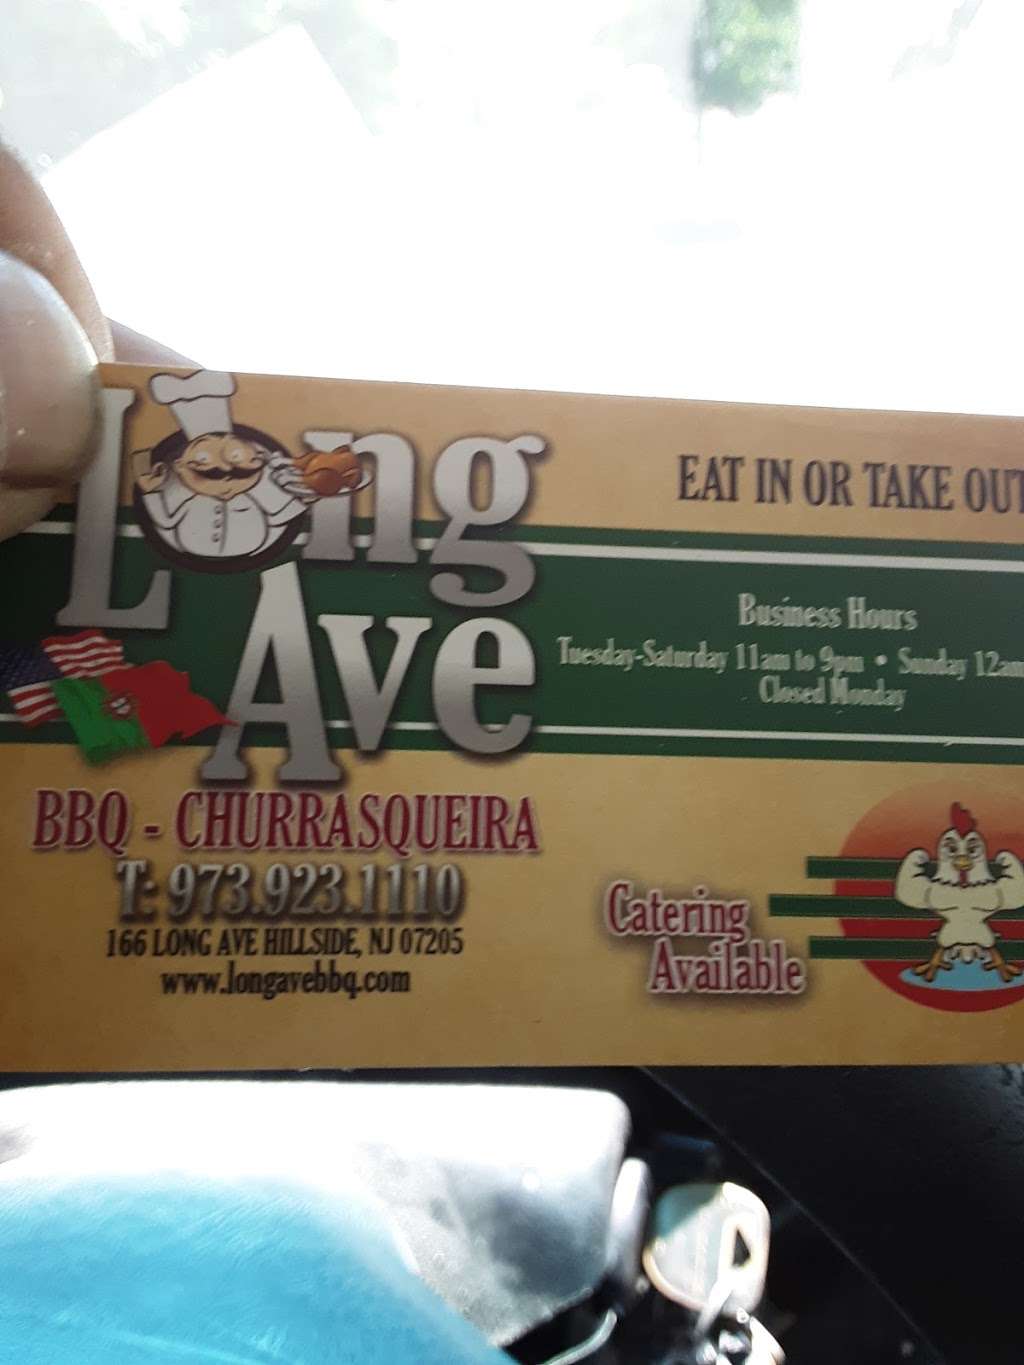 Long
Ave
BBQ - CHURRASQUEIRA
T: 973.923.1110
166 LONG AVE HILLSIDE, NJ 07205
www.longavebbq.com
EAT IN OR TAKE OUT
Business Hours
Tuesday-Saturday 11am to 9pm • Sunday 12am
Closed Monday
Catering
Available